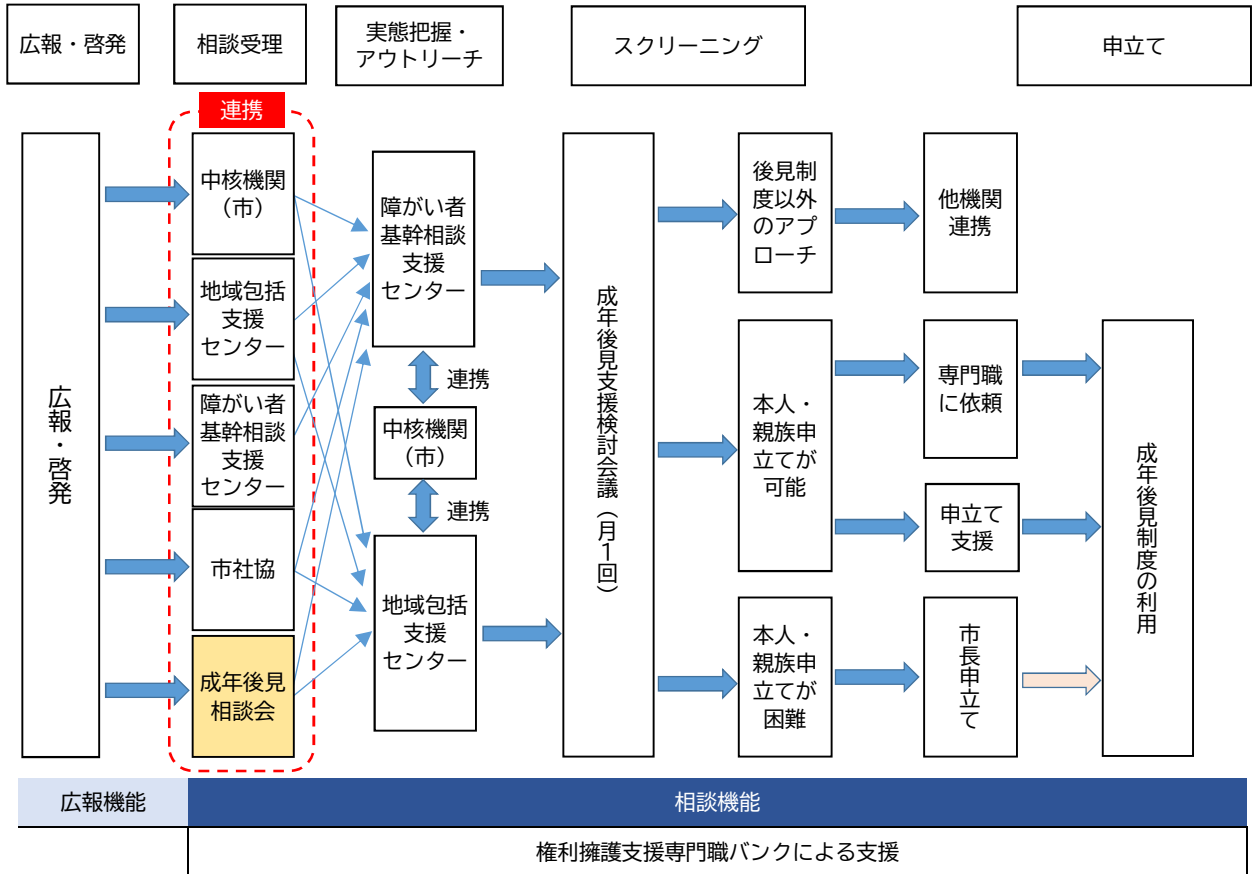 広報・啓発
相談受理
実態把握・
アウトリーチ
スクリーニング
申立て
連携
広報・啓発
中核機関
（市）
地域包括
支援
センター
障がい者
基幹相談
支援
センター
市社協
成年後見
相談会
障がい者
基幹相談
支援
センター
連携
中核機関
（市）
連携
地域包括
支援
センター
成年後見支援検討会議（月１回）
後見制
度以外
のアプ
ローチ
他機関
連携
本人・
親族申
立てが
可能
専門職
に依頼
申立て
支援
本人・
親族申
立てが
困難
市長申立て
成年後見制度の利用
広報機能
相談機能
権利擁護支援専門職バンクによる支援